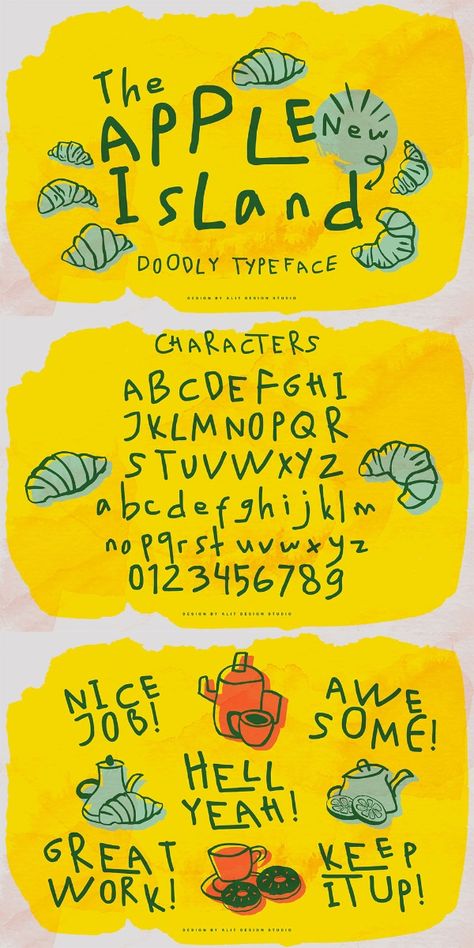 The
APPLE
New
Island
DOODLY TYPEFACE
DESIGN BY KLIF DESIGN STUDIO
CHARACTERS
ABCDEFGHI
JKLMNOPQR
STUVWXYZ
abcdefghijklm
nopqrstuvwxyz
0123456789
DESIGN BY KLIF DESIGN STUDIO
NICE
JOB!
AWE
SOME!
HELL
YEAH!
GREAT
WORK!
KEEP
IT UP!
DESIGN BY KLIF DESIGN STUDIO